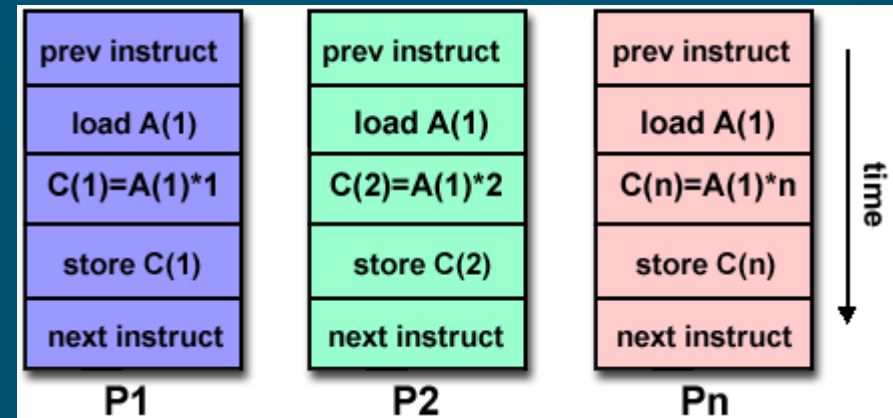 prev instruct
load A(1)
C(1)=A(1)*1
store C(1)
next instruct
P1
prev instruct
load A(1)
C(2)=A(1)*2
store C(2)
next instruct
P2
prev instruct
load A(1)
C(n)=A(1)*n
store C(n)
next instruct
Pn
time